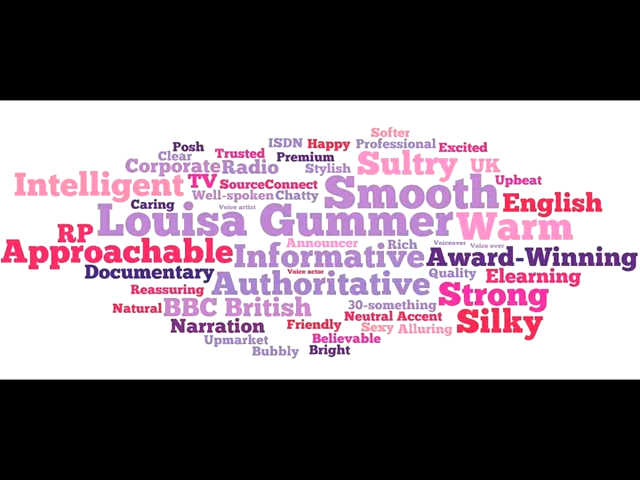 Softer
Posh ISDN Happy Professional Excited
Clear Trusted Premium
Corporate Radio Stylish Sultry UK
Intelligent TV SourceConnect Smooth Upbeat
Well-spoken Chatty
Caring Voice artist English
Louisa Gummer Warm
RP
Approachable Announcer Rich Voiceover Voice over
Informative Award-Winning
Documentary Voice actor Quality Elearning
Reassuring Authoritative Strong
Natural BBC British 30-something
Neutral Accent Silky
Narration Friendly Sexy Alluring
Upmarket Believable
Bubbly Bright